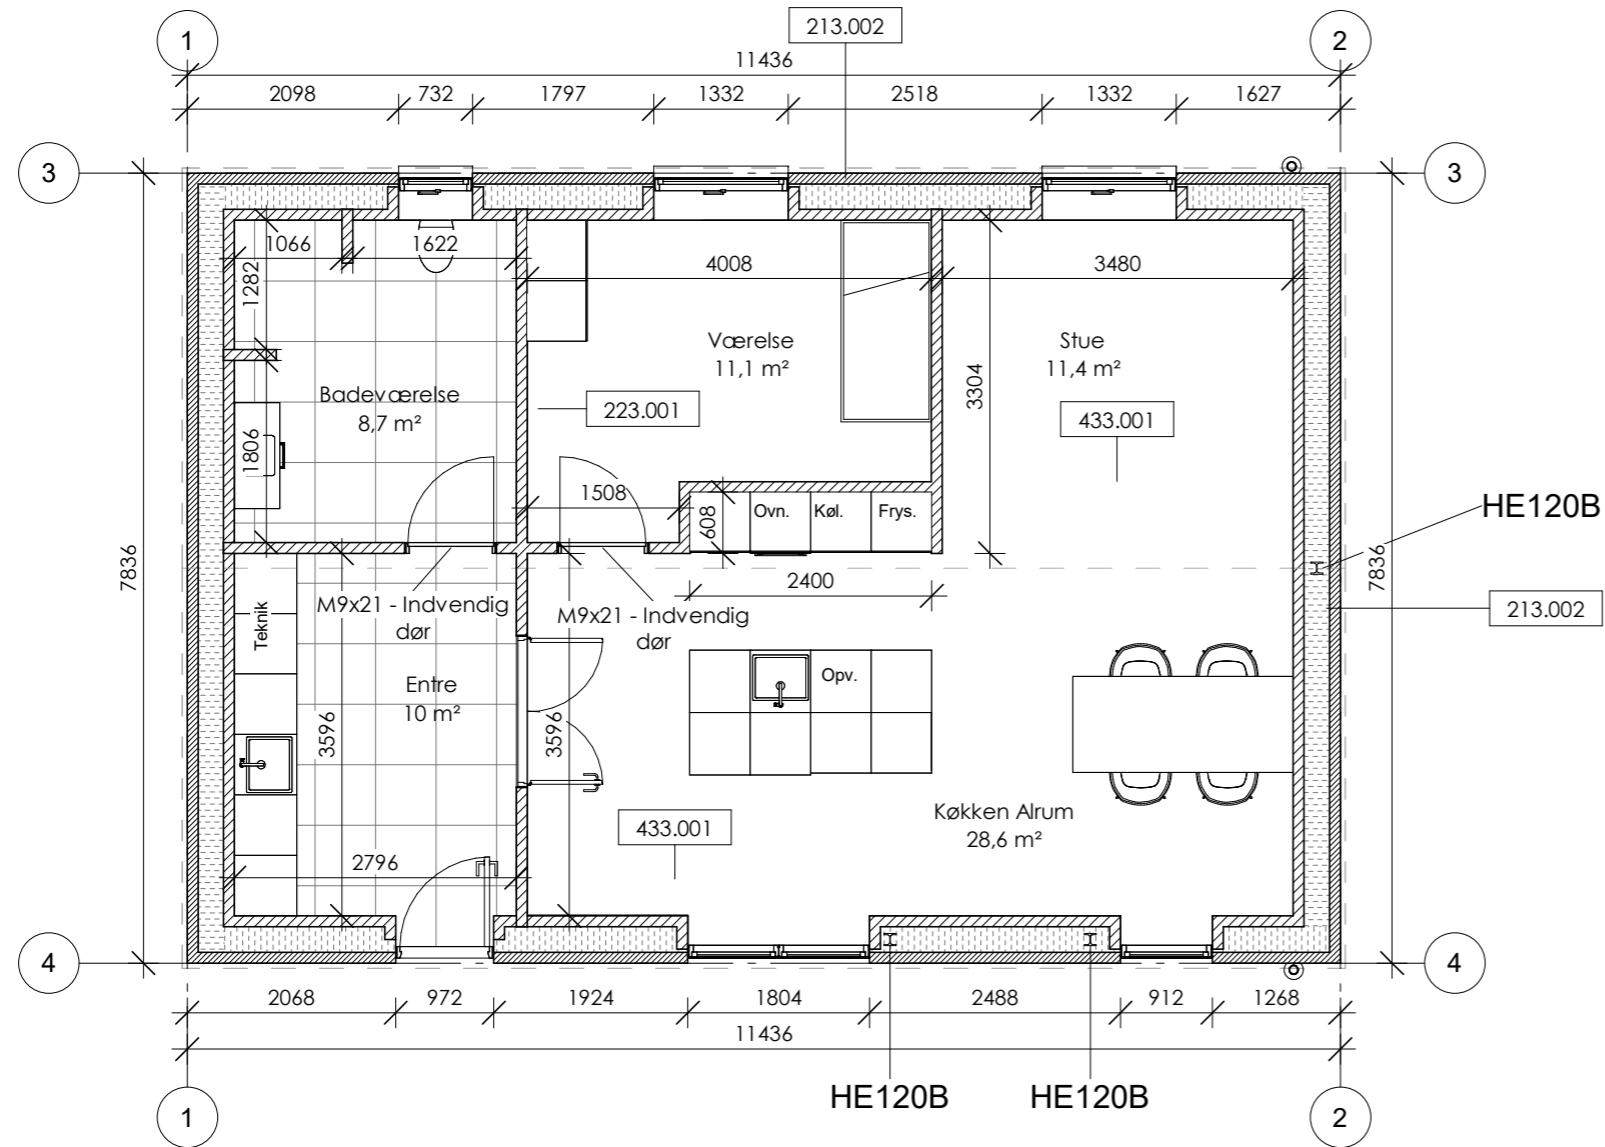 213.002
1
2
11436
2098
732
1797
1332
2518
1332
1627
3
3
1066
1622
4008
3480
1282
Værelse
11,1 m²
Stue
11,4 m²
3304
Badeværelse
8,7 m²
223.001
433.001
1806
1508
608
Ovn.
Køl.
Frys.
HE120B
7836
7836
2400
213.002
M9x21 - Indvendig
dør
M9x21 - Indvendig
dør
Teknik
Entre
10 m²
Opv.
3596
3596
Køkken Alrum
28,6 m²
433.001
2796
4
4
2068
972
1924
1804
2488
912
1268
11436
HE120B
HE120B
1
2